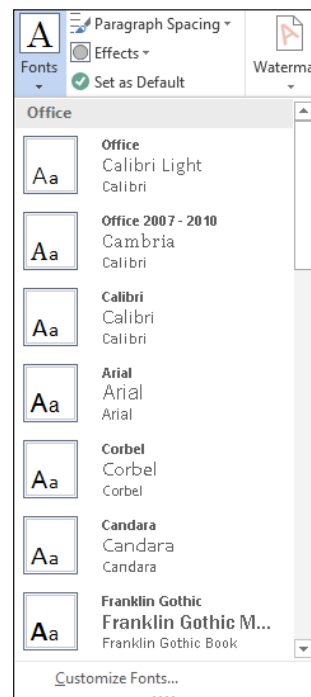 A
Paragraph Spacing
Effects
Fonts
Set as Default
Waterma
Office
Aa
Office
Calibri Light
Calibri
Aa
Office 2007 - 2010
Cambria
Calibri
Aa
Calibri
Calibri
Calibri
Aa
Arial
Arial
Arial
Aa
Corbel
Corbel
Corbel
Aa
Candara
Candara
Candara
Aa
Franklin Gothic
Franklin Gothic M...
Franklin Gothic Book
Customize Fonts...